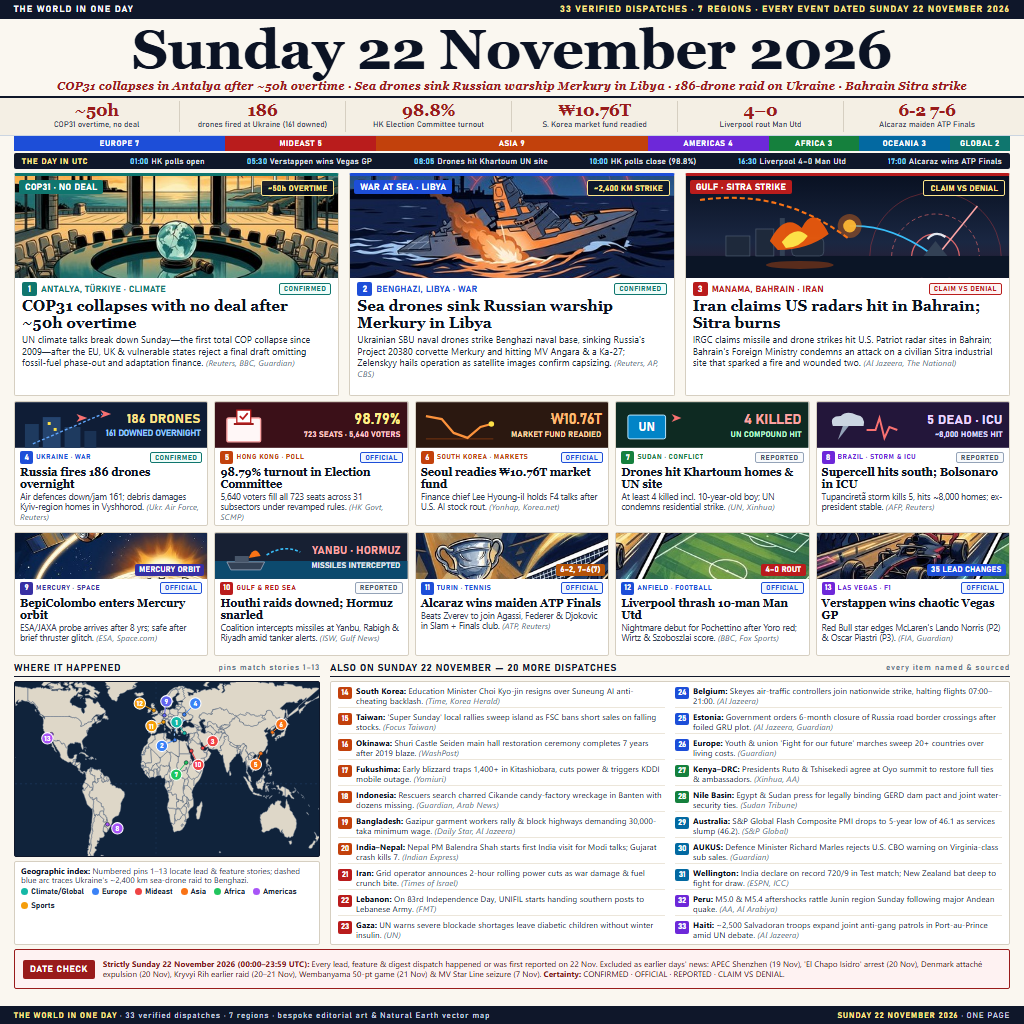 THE WORLD IN ONE DAY
33 VERIFIED DISPATCHES · 7 REGIONS · EVERY EVENT DATED SUNDAY 22 NOVEMBER 2026
Sunday 22 November 2026
COP31 collapses in Antalya after ~50h overtime · Sea drones sink Russian warship Merkury in Libya · 186-drone raid on Ukraine · Bahrain Sitra strike
~50h
COP31 overtime, no deal
186
drones fired at Ukraine (161 downed)
98.8%
HK Election Committee turnout
₩10.76T
S. Korea market fund readied
4–0
Liverpool rout Man Utd
6-2 7-6
Alcaraz maiden ATP Finals
EUROPE 7
MIDEAST 5
ASIA 9
AMERICAS 4
AFRICA 3
OCEANIA 3
GLOBAL 2
THE DAY IN UTC
01:00 HK polls open
05:30 Verstappen wins Vegas GP
08:05 Drones hit Khartoum UN site
10:00 HK polls close (98.8%)
16:30 Liverpool 4–0 Man Utd
17:00 Alcaraz wins ATP Finals
COP31 · NO DEAL
~50h OVERTIME
1 ANTALYA, TÜRKIYE · CLIMATE
CONFIRMED
COP31 collapses with no deal after
~50h overtime
UN climate talks break down Sunday—the first total COP collapse since
2009—after the EU, UK & vulnerable states reject a final draft omitting
fossil-fuel phase-out and adaptation finance. (Reuters, BBC, Guardian)
WAR AT SEA · LIBYA
~2,400 KM STRIKE
2 BENGHAZI, LIBYA · WAR
CONFIRMED
Sea drones sink Russian warship
Merkury in Libya
Ukrainian SBU naval drones strike Benghazi naval base, sinking Russia's
Project 20380 corvette Merkury and hitting MV Angara & a Ka-27;
Zelenskyy hails operation as satellite images confirm capsizing. (Reuters, AP,
CBS)
GULF · SITRA STRIKE
CLAIM VS DENIAL
3 MANAMA, BAHRAIN · IRAN
CLAIM VS DENIAL
Iran claims US radars hit in Bahrain;
Sitra burns
IRGC claims missile and drone strikes hit U.S. Patriot radar sites in Bahrain;
Bahrain's Foreign Ministry condemns an attack on a civilian Sitra industrial
site that sparked a fire and wounded two. (Al Jazeera, The National)
186 DRONES
161 DOWNED OVERNIGHT
4 UKRAINE · WAR
CONFIRMED
Russia fires 186 drones
overnight
Air defences down/jam 161; debris damages
Kyiv-region homes in Vyshhorod. (Ukr. Air Force,
Reuters)
98.79%
723 SEATS · 5,640 VOTERS
5 HONG KONG · POLL
OFFICIAL
98.79% turnout in Election
Committee
5,640 voters fill all 723 seats across 31
subsectors under revamped rules. (HK Govt,
SCMP)
₩10.76T
MARKET FUND READIED
6 SOUTH KOREA · MARKETS
OFFICIAL
Seoul readies ₩10.76T market
fund
Finance chief Lee Hyoung-il holds F4 talks after
U.S. AI stock rout. (Yonhap, Korea.net)
UN
4 KILLED
UN COMPOUND HIT
7 SUDAN · CONFLICT
REPORTED
Drones hit Khartoum homes &
UN site
At least 4 killed incl. 10-year-old boy; UN
condemns residential strike. (UN, Xinhua)
5 DEAD · ICU
~8,000 HOMES HIT
8 BRAZIL · STORM & ICU
REPORTED
Supercell hits south; Bolsonaro
in ICU
Tupanciretã storm kills 5, hits ~8,000 homes; ex-
president stable. (AFP, Reuters)
MERCURY ORBIT
9 MERCURY · SPACE
OFFICIAL
BepiColombo enters Mercury
orbit
ESA/JAXA probe arrives after 8 yrs; safe after
brief thruster glitch. (ESA, Space.com)
YANBU · HORMUZ
MISSILES INTERCEPTED
10 GULF & RED SEA
REPORTED
Houthi raids downed; Hormuz
snarled
Coalition intercepts missiles at Yanbu, Rabigh &
Riyadh amid tanker alerts. (ISW, Gulf News)
6–2, 7–6(7)
11 TURIN · TENNIS
OFFICIAL
Alcaraz wins maiden ATP Finals
Beats Zverev to join Agassi, Federer & Djokovic
in Slam + Finals club. (ATP, Reuters)
4–0 ROUT
12 ANFIELD · FOOTBALL
OFFICIAL
Liverpool thrash 10-man Man
Utd
Nightmare debut for Pochettino after Yoro red;
Wirtz & Szoboszlai score. (BBC, Fox Sports)
35 LEAD CHANGES
13 LAS VEGAS · F1
OFFICIAL
Verstappen wins chaotic Vegas
GP
Red Bull star edges McLaren's Lando Norris (P2)
& Oscar Piastri (P3). (FIA, Guardian)
WHERE IT HAPPENED
pins match stories 1–13
12
9
4
11
1
2
3
6
13
7
10
5
8
Geographic index: Numbered pins 1–13 locate lead & feature stories; dashed
blue arc traces Ukraine's ~2,400 km sea-drone raid to Benghazi.
Climate/Global Europe Mideast Asia Africa Americas
Sports
ALSO ON SUNDAY 22 NOVEMBER — 20 MORE DISPATCHES
every item named & sourced
14 South Korea: Education Minister Choi Kyo-jin resigns over Suneung AI anti-
cheating backlash. (Time, Korea Herald)
15 Taiwan: 'Super Sunday' local rallies sweep island as FSC bans short sales on falling
stocks. (Focus Taiwan)
16 Okinawa: Shuri Castle Seiden main hall restoration ceremony completes 7 years
after 2019 blaze. (WashPost)
17 Fukushima: Early blizzard traps 1,400+ in Kitashiobara, cuts power & triggers KDDI
mobile outage. (Yomiuri)
18 Indonesia: Rescuers search charred Cikande candy-factory wreckage in Banten with
dozens missing. (Guardian, Arab News)
19 Bangladesh: Gazipur garment workers rally & block highways demanding 30,000-
taka minimum wage. (Daily Star, Al Jazeera)
20 India–Nepal: Nepal PM Balendra Shah starts first India visit for Modi talks; Gujarat
crash kills 7. (Indian Express)
21 Iran: Grid operator announces 2-hour rolling power cuts as war damage & fuel
crunch bite. (Times of Israel)
22 Lebanon: On 83rd Independence Day, UNIFIL starts handing southern posts to
Lebanese Army. (FMT)
23 Gaza: UN warns severe blockade shortages leave diabetic children without winter
insulin. (UN)
24 Belgium: Skeyes air-traffic controllers join nationwide strike, halting flights 07:00–
21:00. (Al Jazeera)
25 Estonia: Government orders 6-month closure of Russia road border crossings after
foiled GRU plot. (Al Jazeera, Guardian)
26 Europe: Youth & union 'Fight for our future' marches sweep 20+ countries over
living costs. (Guardian)
27 Kenya–DRC: Presidents Ruto & Tshisekedi agree at Oyo summit to restore full ties
& ambassadors. (Xinhua, AA)
28 Nile Basin: Egypt & Sudan press for legally binding GERD dam pact and joint water-
security ties. (Sudan Tribune)
29 Australia: S&P Global Flash Composite PMI drops to 5-year low of 46.1 as services
slump (46.2). (S&P Global)
30 AUKUS: Defence Minister Richard Marles rejects U.S. CBO warning on Virginia-class
sub sales. (Guardian)
31 Wellington: India declare on record 720/9 in Test match; New Zealand bat deep to
fight for draw. (ESPN, ICC)
32 Peru: M5.0 & M5.4 aftershocks rattle Junín region Sunday following major Andean
quake. (AA, Al Arabiya)
33 Haiti: ~2,500 Salvadoran troops expand joint anti-gang patrols in Port-au-Prince
amid UN debate. (Al Jazeera)
DATE CHECK
Strictly Sunday 22 November 2026 (00:00–23:59 UTC): Every lead, feature & digest dispatch happened or was first reported on 22 Nov. Excluded as earlier days' news: APEC Shenzhen (19 Nov), 'El Chapo Isidro' arrest (20 Nov), Denmark attaché
expulsion (20 Nov), Kryvyi Rih earlier raid (20–21 Nov), Wembanyama 50-pt game (21 Nov) & MV Star Line seizure (7 Nov). Certainty: CONFIRMED · OFFICIAL · REPORTED · CLAIM VS DENIAL.
THE WORLD IN ONE DAY · 33 verified dispatches · 7 regions · bespoke editorial art & Natural Earth vector map
SUNDAY 22 NOVEMBER 2026 · ONE PAGE